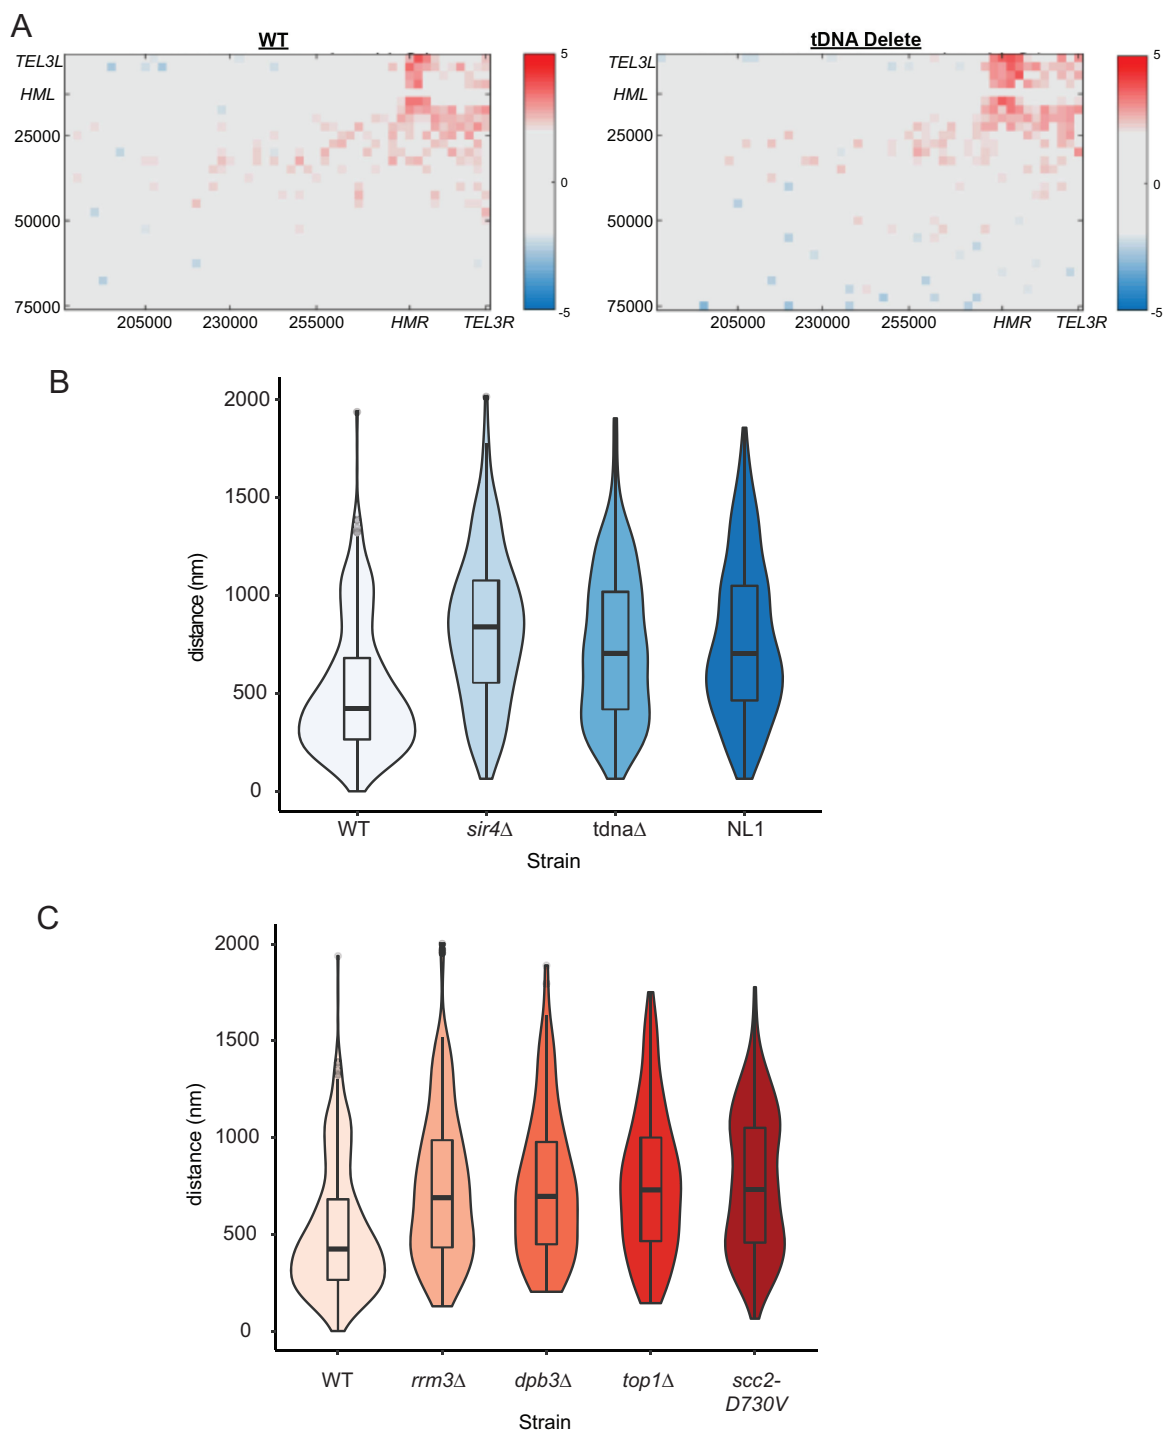 A
WT
tDNA Delete
TEL3L
HML
25000
50000
75000
205000
230000
255000
HMR
TEL3R
5
0
-5
TEL3L
HML
25000
50000
75000
205000
230000
255000
HMR
TEL3R
5
0
-5
B
distance (nm)
2000
1500
1000
500
0
WT
sir4Δ
tdnaΔ
NL1
Strain
C
distance (nm)
2000
1500
1000
500
0
WT
rrm3Δ
dpb3Δ
top1Δ
scc2-
D730V
Strain